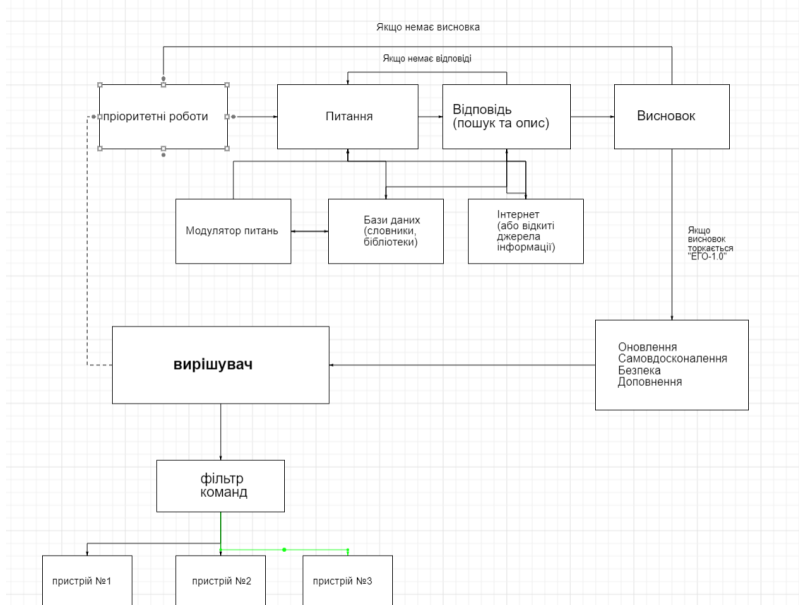 Якщо немає висновка
Якщо немає відповіді
пріоритетні роботи
Питання
Відповідь
(пошук та опис)
Висновок
Модулятор питань
Бази даних
(словники,
бібліотеки)
Інтернет
(або відкиті
джерела
інформації)
Якщо
висновок
торкається
"ЕГО-1.0"
Оновлення
Самовдосконалення
Безпека
Доповнення
вирішувач
фільтр
команд
пристрій №1
пристрій №2
пристрій №3